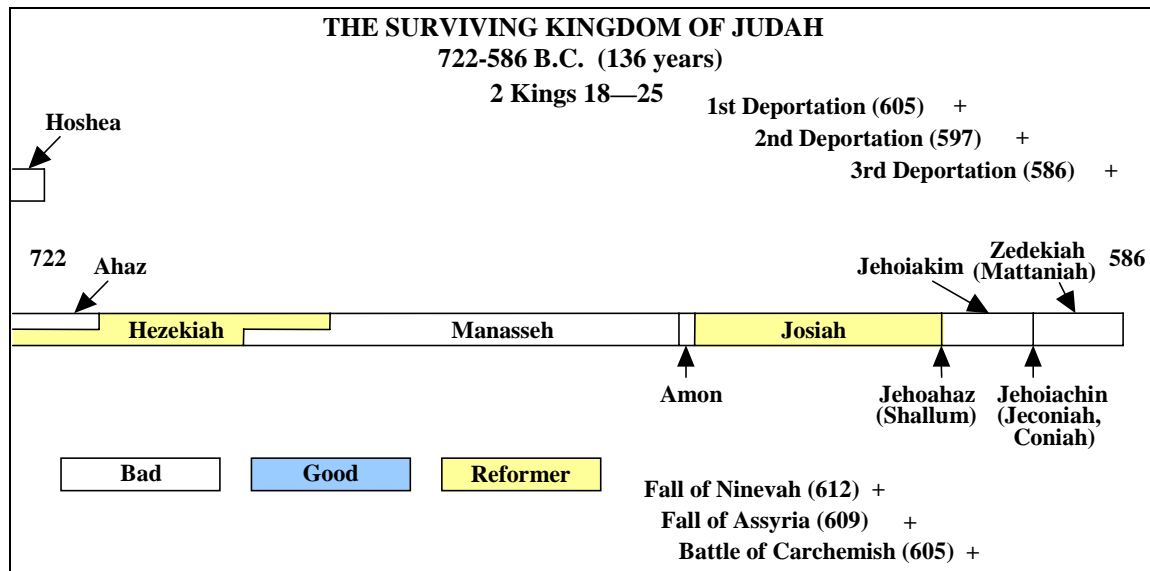 THE SURVIVING KINGDOM OF JUDAH
722-586 B.C. (136 years)
2 Kings 18—25
1st Deportation (605) +
Hoshea
2nd Deportation (597) +
3rd Deportation (586) +
722
Ahaz
Jehoiakim
Zedekiah
(Mattaniah)
586
Hezekiah
Manasseh
Josiah
Amon
Jehoahaz
(Shallum)
Jehoiachin
(Jeconiah,
Coniah)
Bad
Good
Reformer
Fall of Ninevah (612) +
Fall of Assyria (609) +
Battle of Carchemish (605) +